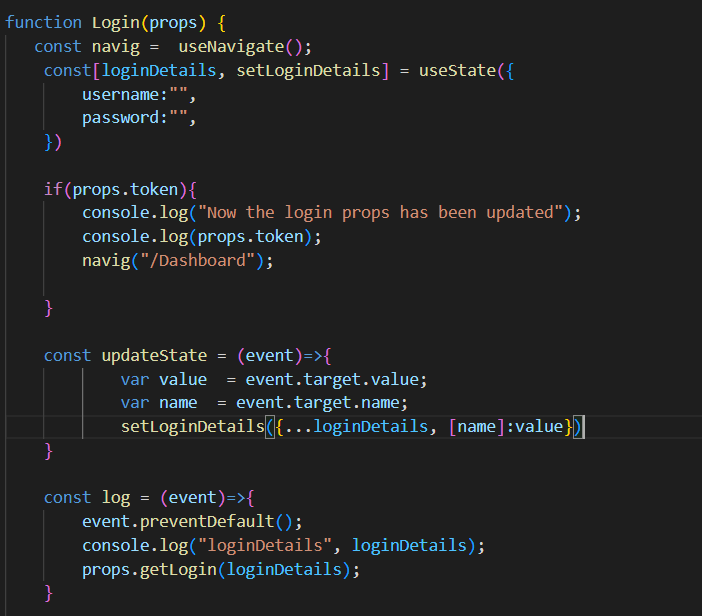 function Login(props) {
   const navig =  useNavigate();
    const[loginDetails, setLoginDetails] = useState({
        username:"",
        password:"",
    })

    if(props.token){
        console.log("Now the login props has been updated");
        console.log(props.token);
        navig("/Dashboard");

    }

    const updateState = (event)=>{
            var value  = event.target.value;
            var name  = event.target.name;
            setLoginDetails({...loginDetails, [name]:value})
    }

    const log = (event)=>{
        event.preventDefault();
        console.log("loginDetails", loginDetails);
        props.getLogin(loginDetails);
    }